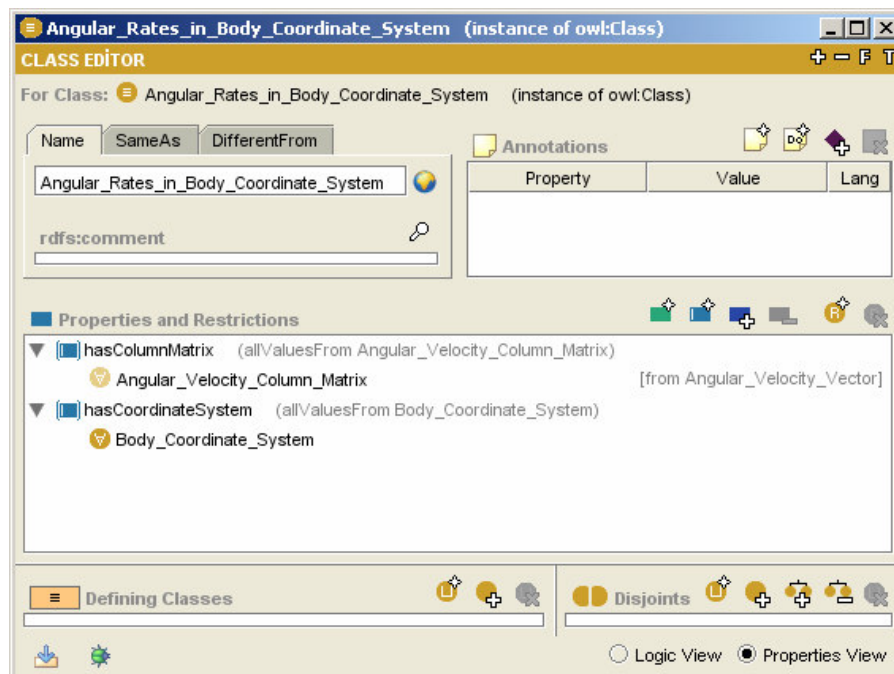 Angular_Rates_in_Body_Coordinate_System (instance of owl:Class)
CLASS EDİTOR
F T
For Class: Angular_Rates_in_Body_Coordinate_System (instance of owl:Class)
Name SameAs DifferentFrom
Annotations
Property Value Lang
Angular_Rates_in_Body_Coordinate_System
rdfs:comment
Properties and Restrictions
R
hasColumnMatrix (allValuesFrom Angular_Velocity_Column_Matrix)
∀ Angular_Velocity_Column_Matrix [from Angular_Velocity_Vector]
hasCoordinateSystem (allValuesFrom Body_Coordinate_System)
∀ Body_Coordinate_System
≡ Defining Classes
Disjoints
Logic View Properties View